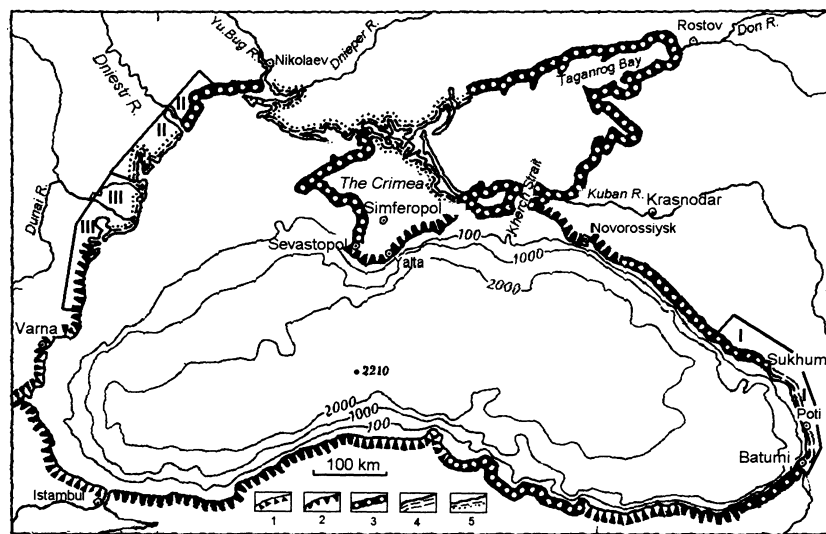 Rostov
Don R.
Yu.Bug R.
Nikolaev
Dnieper R.
Taganrog Bay
Dniestr R.
II
II
The Crimea
Kherch Strait
Kuban R.
Krasnodar
Dunai R.
III
III
Simferopol
Novorossiysk
Sevastopol
Yalta
100
1000
2000
Varna
I
Sukhum
2210
I
Poti
2000
1000
100
Batumi
100 km
Istambul
1 2 3 4 5